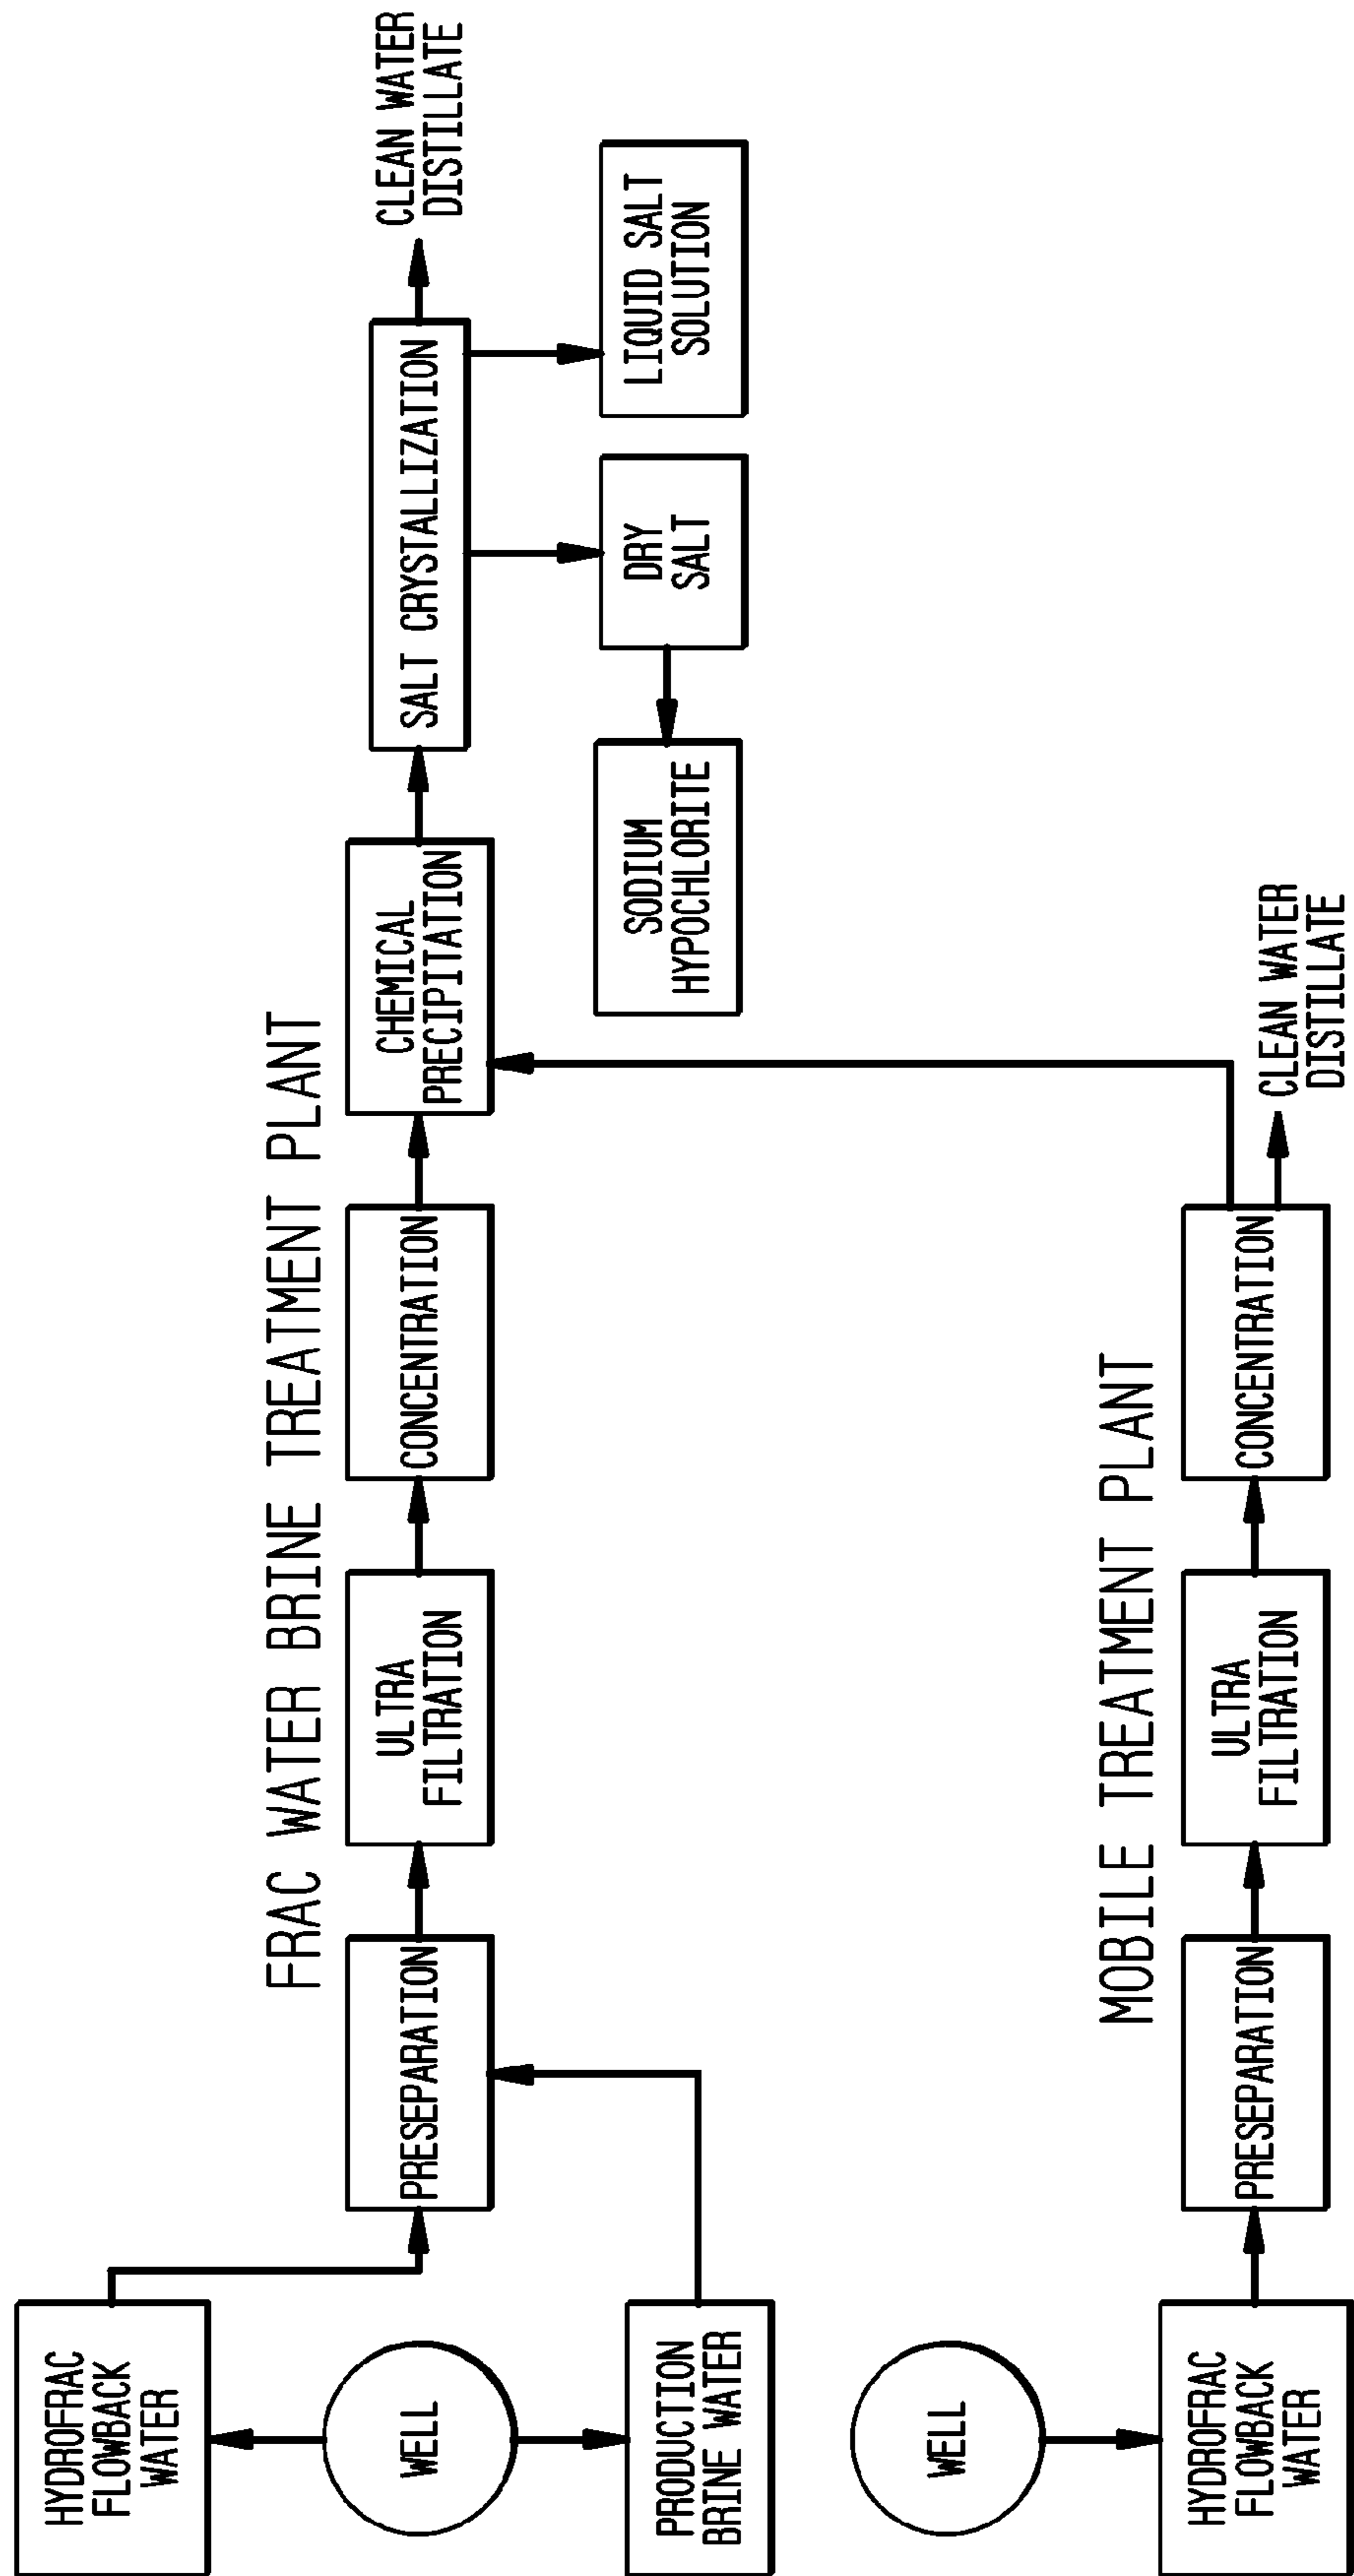 FRAC WATER BRINE TREATMENT PLANT
HYDROFRAC
FLOWBACK
WATER
WELL
PRODUCTION
BRINE WATER
PRESEPARATION
ULTRA
FILTRATION
CONCENTRATION
CHEMICAL
PRECIPITATION
SALT CRYSTALLIZATION
CLEAN WATER
DISTILLATE
SODIUM
HYPOCHLORITE
DRY
SALT
LIQUID SALT
SOLUTION
MOBILE TREATMENT PLANT
WELL
HYDROFRAC
FLOWBACK
WATER
PRESEPARATION
ULTRA
FILTRATION
CONCENTRATION
CLEAN WATER
DISTILLATE